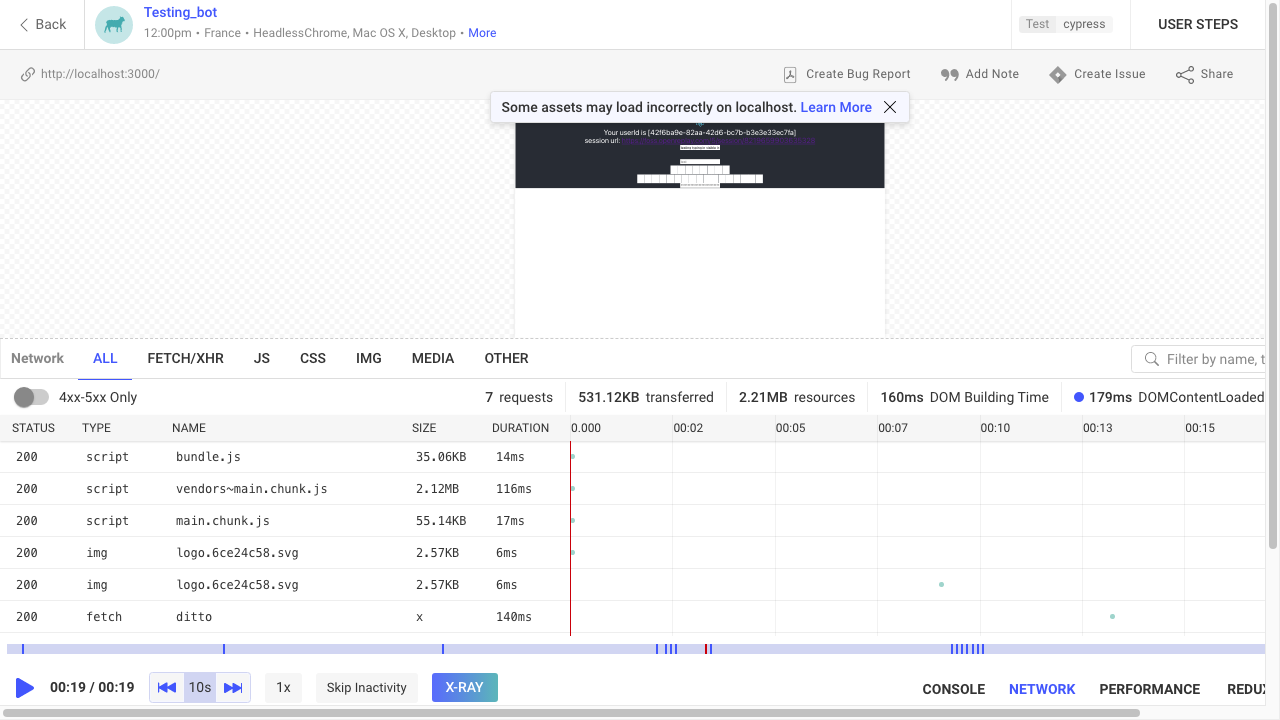 Back
Testing_bot
12:00pm • France • HeadlessChrome, Mac OS X, Desktop • More
Test cypress
USER STEPS
http://localhost:3000/
Create Bug Report
Add Note
Create Issue
Share
Some assets may load incorrectly on localhost. Learn More
Your userId is [42f6ba9e-82aa-42d6-bc7b-b3e3e33ec7fa]
session url:
Network ALL FETCH/XHR JS CSS IMG MEDIA OTHER
Filter by name, t
4xx-5xx Only
7 requests 531.12KB transferred 2.21MB resources 160ms DOM Building Time 179ms DOMContentLoaded
STATUS TYPE NAME SIZE DURATION 0.000 00:02 00:05 00:07 00:10 00:13 00:15
200 script bundle.js 35.06KB 14ms
200 script vendors~main.chunk.js 2.12MB 116ms
200 script main.chunk.js 55.14KB 17ms
200 img logo.6ce24c58.svg 2.57KB 6ms
200 img logo.6ce24c58.svg 2.57KB 6ms
200 fetch ditto x 140ms
00:19 / 00:19 10s 1x Skip Inactivity X-RAY
CONSOLE NETWORK PERFORMANCE REDUX